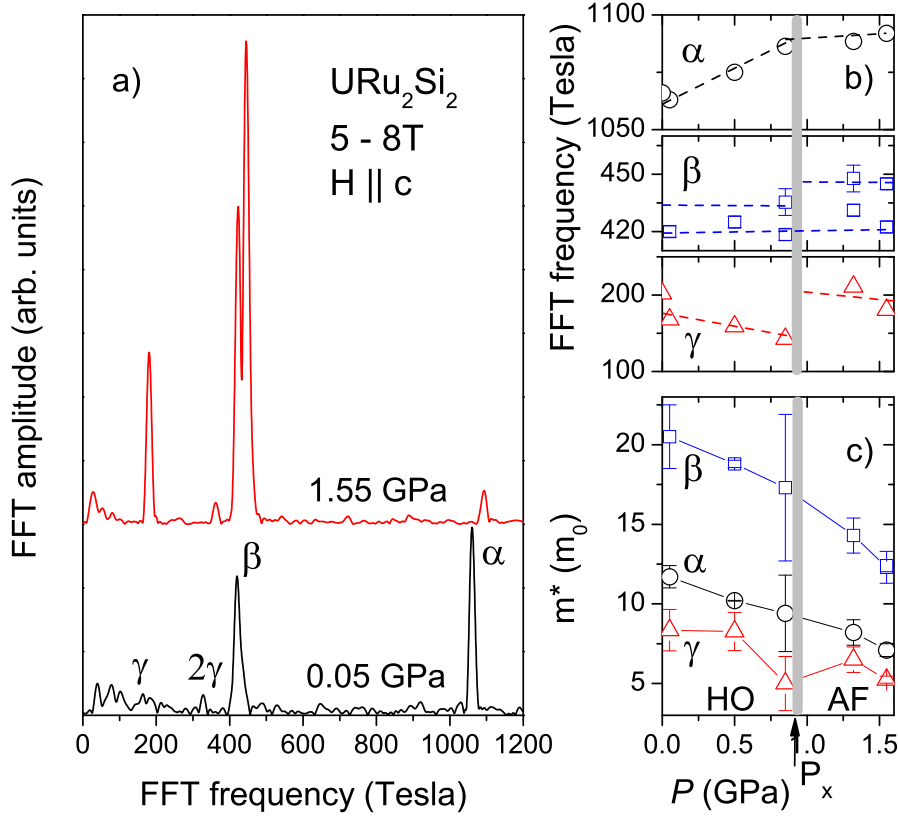 a)
URu₂Si₂
5 - 8T
H || c
1.55 GPa
β
α
γ
2γ
0.05 GPa
0 200 400 600 800 1000 1200
FFT frequency (Tesla)
FFT amplitude (arb. units)
b)
1100
α
1050
450
β
420
200
γ
100
FFT frequency (Tesla)
c)
20
β
15
α
10
γ
5
HO AF
m* (m₀)
0.0 0.5 1.0 1.5
P (GPa)
Pₓ